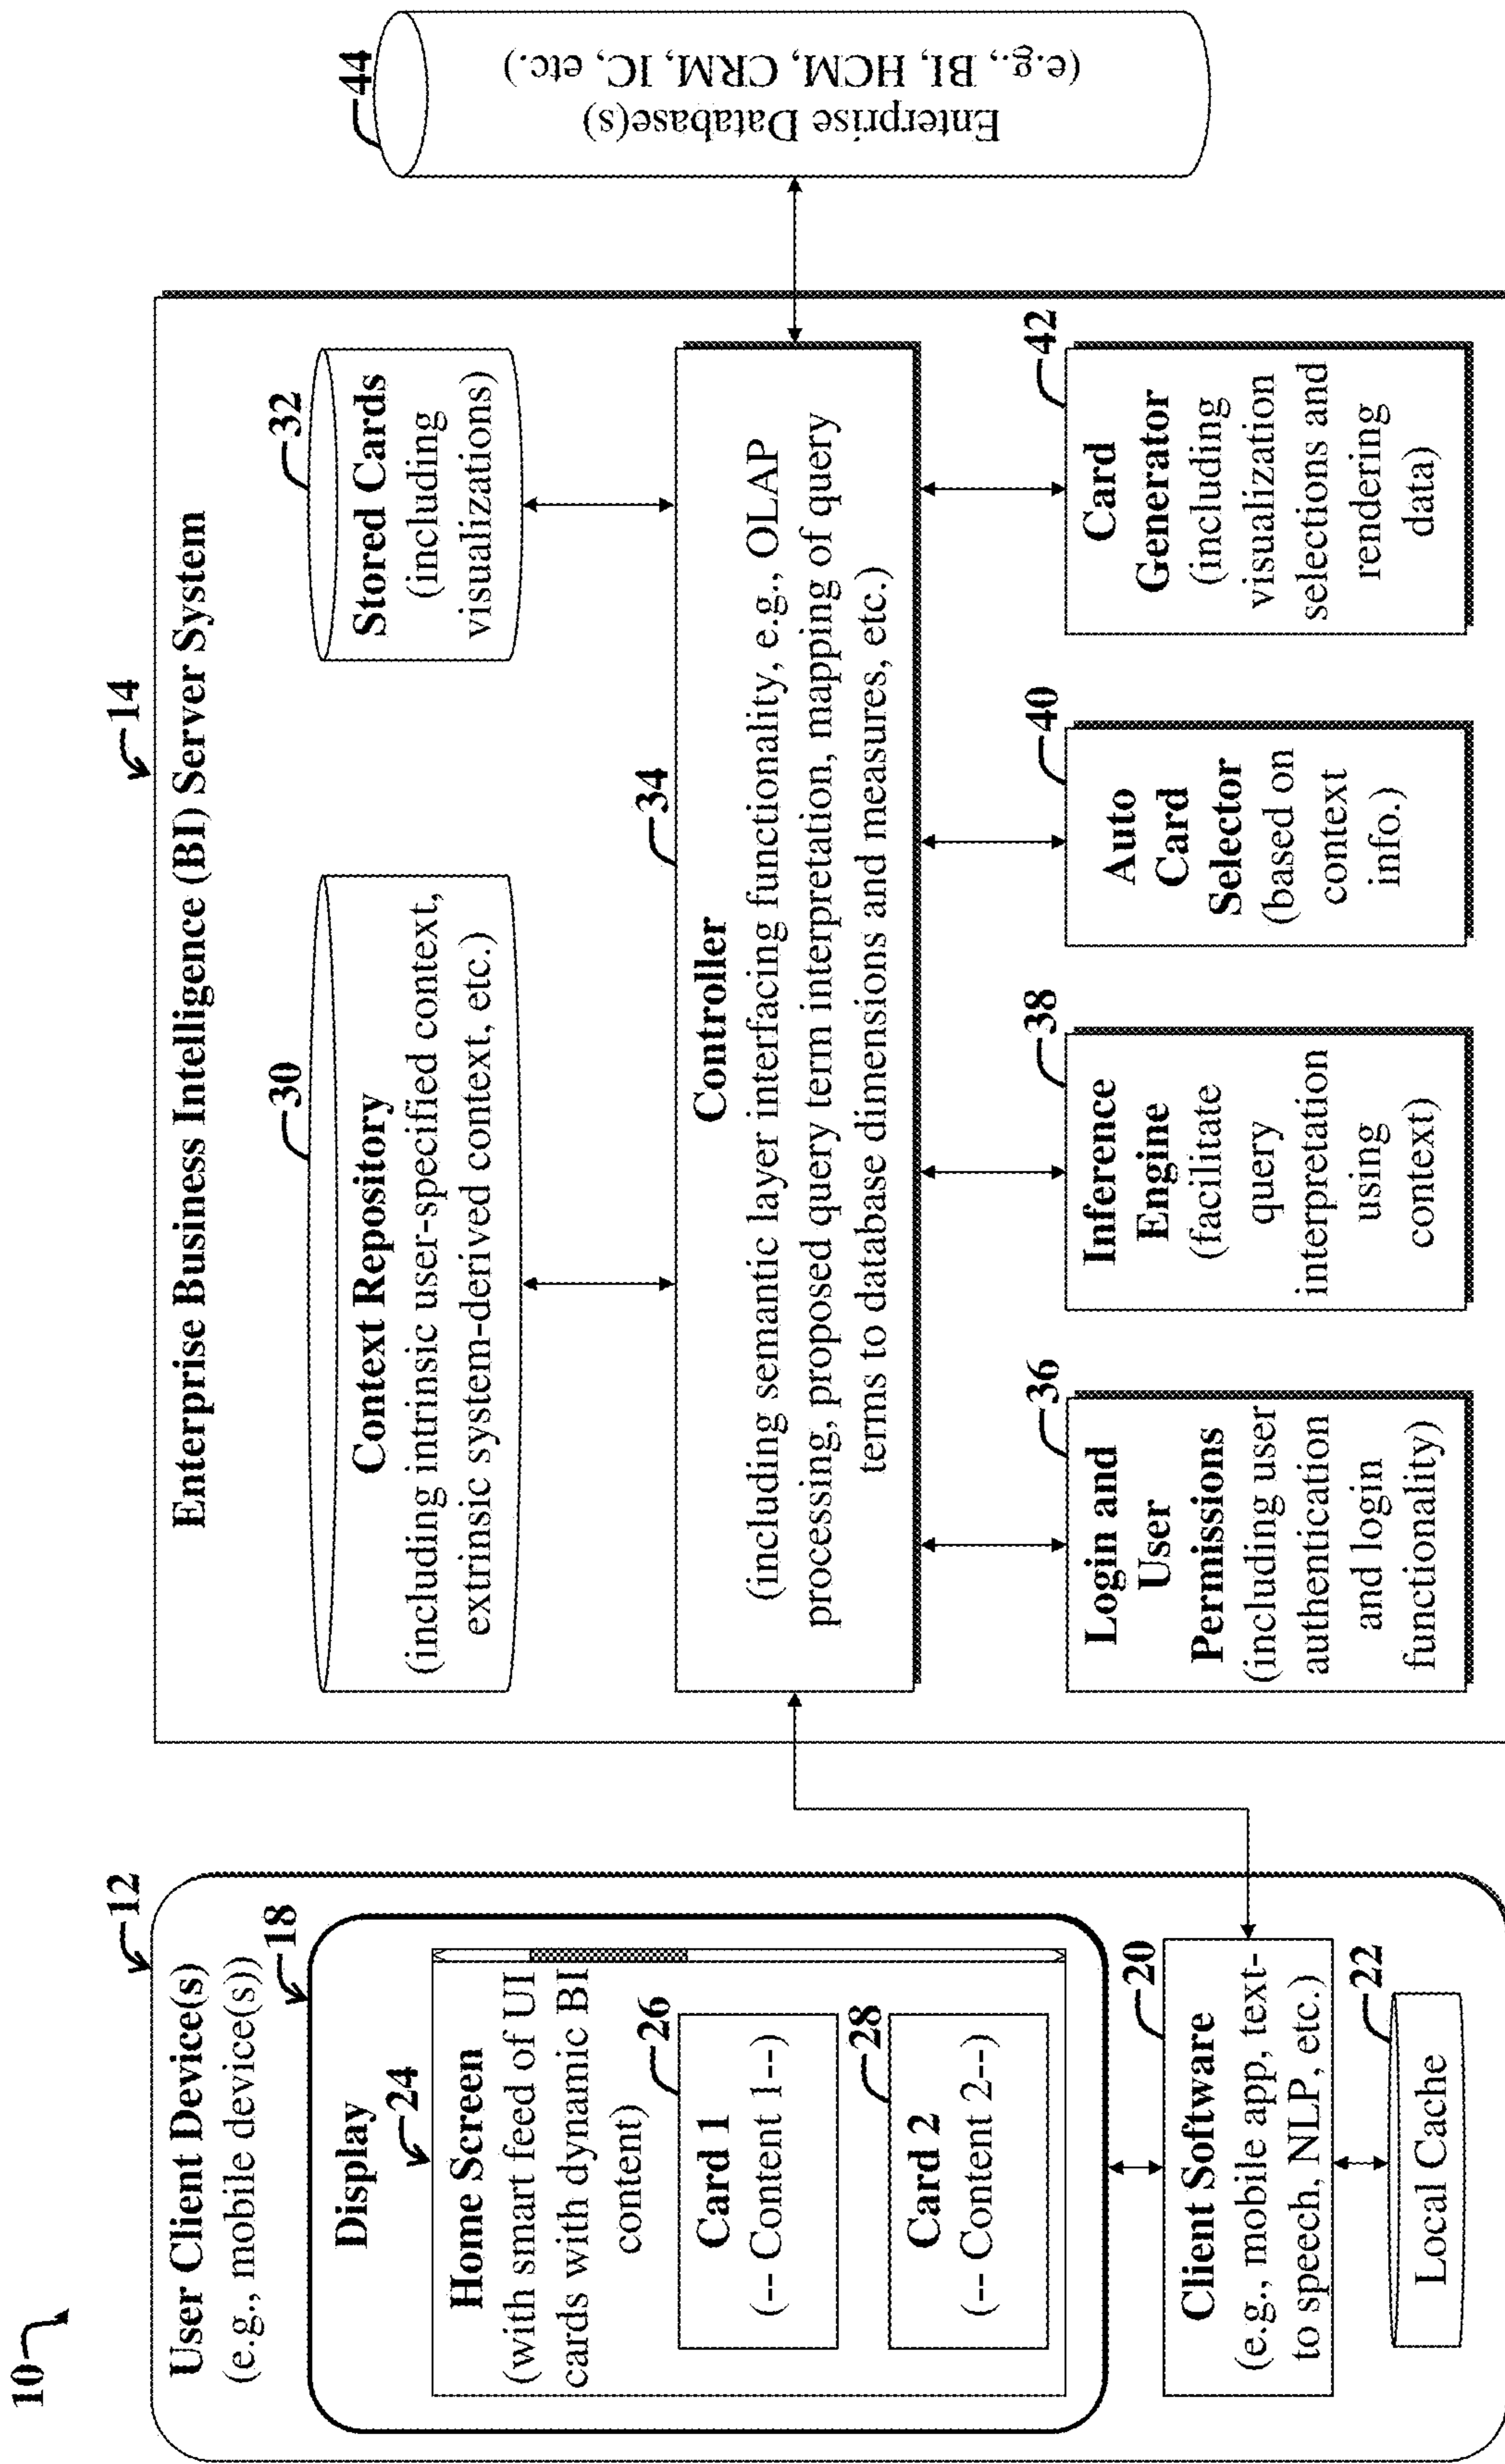 10
12
User Client Device(s)
(e.g., mobile device(s))
18
Display
24
Home Screen
(with smart feed of UI
cards with dynamic BI
content)
26
Card 1
(-- Content 1--)
28
Card 2
(-- Content 2--)
20
Client Software
(e.g., mobile app, text-
to speech, NLP, etc.)
22
Local Cache
14
Enterprise Business Intelligence (BI) Server System
30
Context Repository
(including intrinsic user-specified context,
extrinsic system-derived context, etc.)
32
Stored Cards
(including
visualizations)
34
Controller
(including semantic layer interfacing functionality, e.g., OLAP
processing, proposed query term interpretation, mapping of query
terms to database dimensions and measures, etc.)
36
Login and
User
Permissions
(including user
authentication
and login
functionality)
38
Inference
Engine
(facilitate
query
interpretation
using
context)
40
Auto
Card
Selector
(based on
context
info.)
42
Card
Generator
(including
visualization
selections and
rendering
data)
44
Enterprise Database(s)
(e.g., BI, HCM, CRM, IC, etc.)